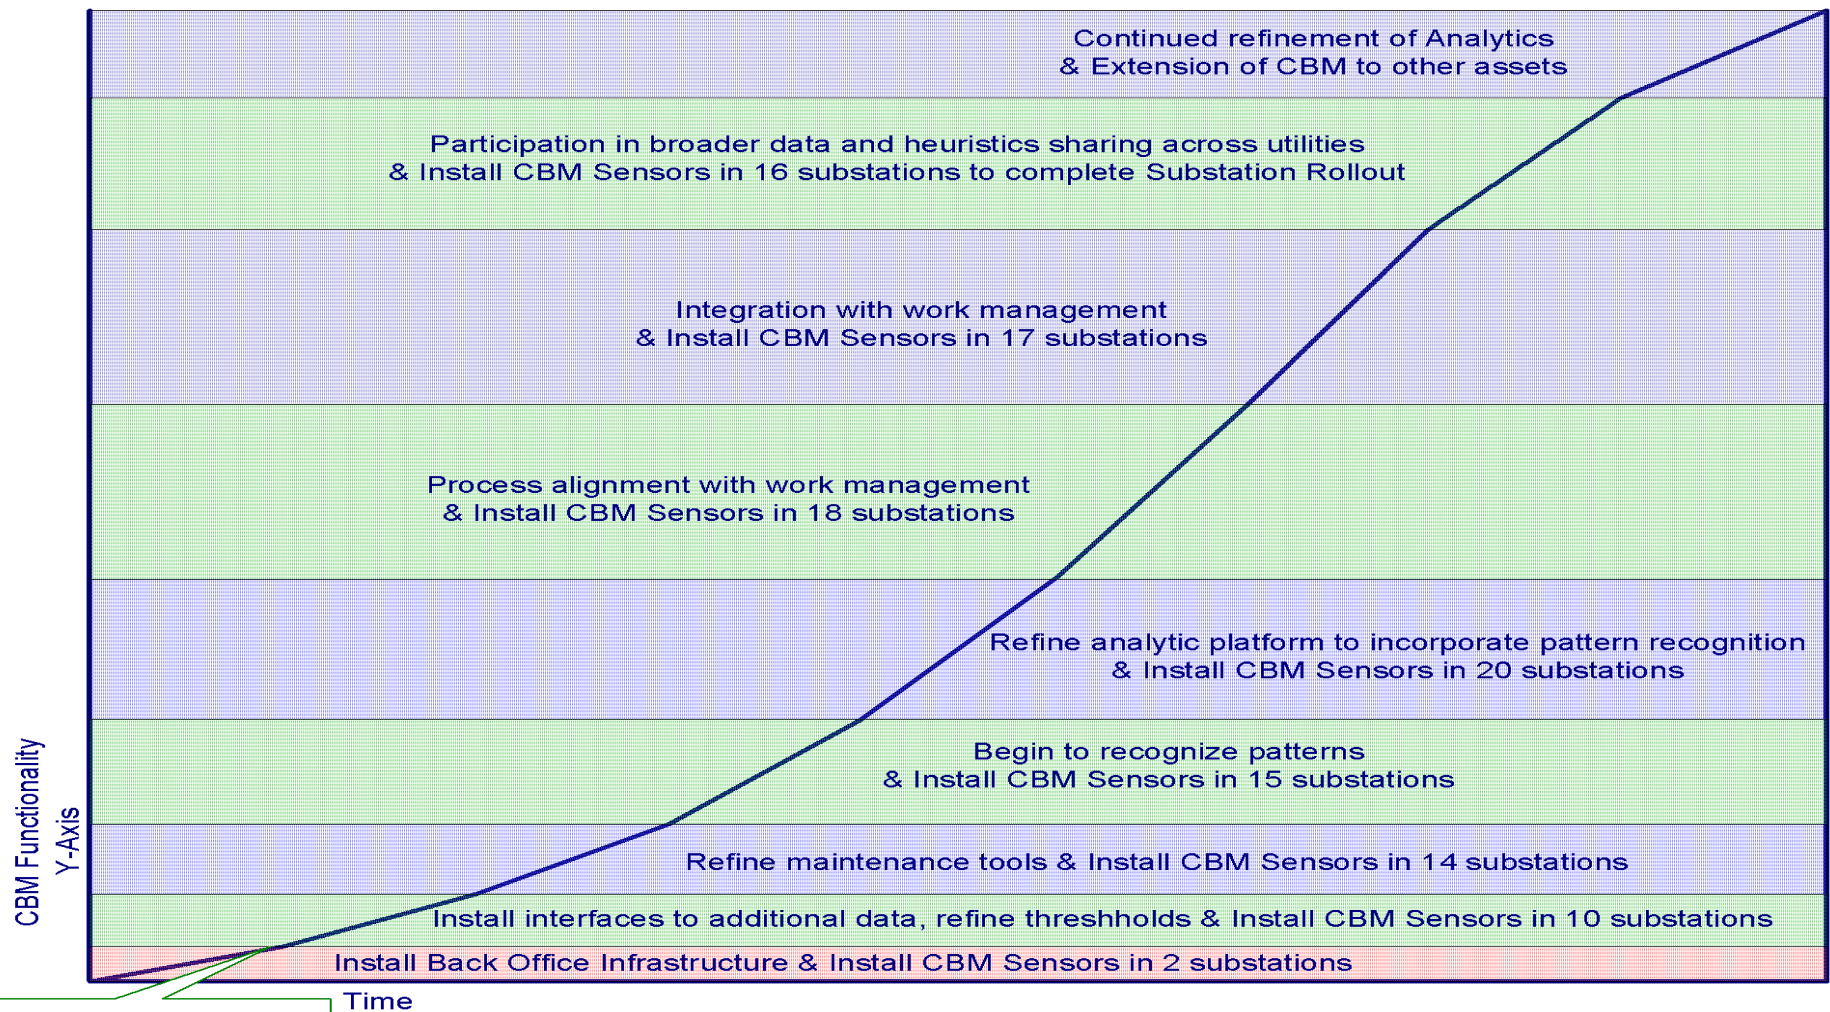 Continued refinement of Analytics
& Extension of CBM to other assets
Participation in broader data and heuristics sharing across utilities
& Install CBM Sensors in 16 substations to complete Substation Rollout
Integration with work management
& Install CBM Sensors in 17 substations
Process alignment with work management
& Install CBM Sensors in 18 substations
Refine analytic platform to incorporate pattern recognition
& Install CBM Sensors in 20 substations
Begin to recognize patterns
& Install CBM Sensors in 15 substations
Refine maintenance tools & Install CBM Sensors in 14 substations
Install interfaces to additional data, refine threshholds & Install CBM Sensors in 10 substations
Install Back Office Infrastructure & Install CBM Sensors in 2 substations
CBM Functionality
Y-Axis
Time